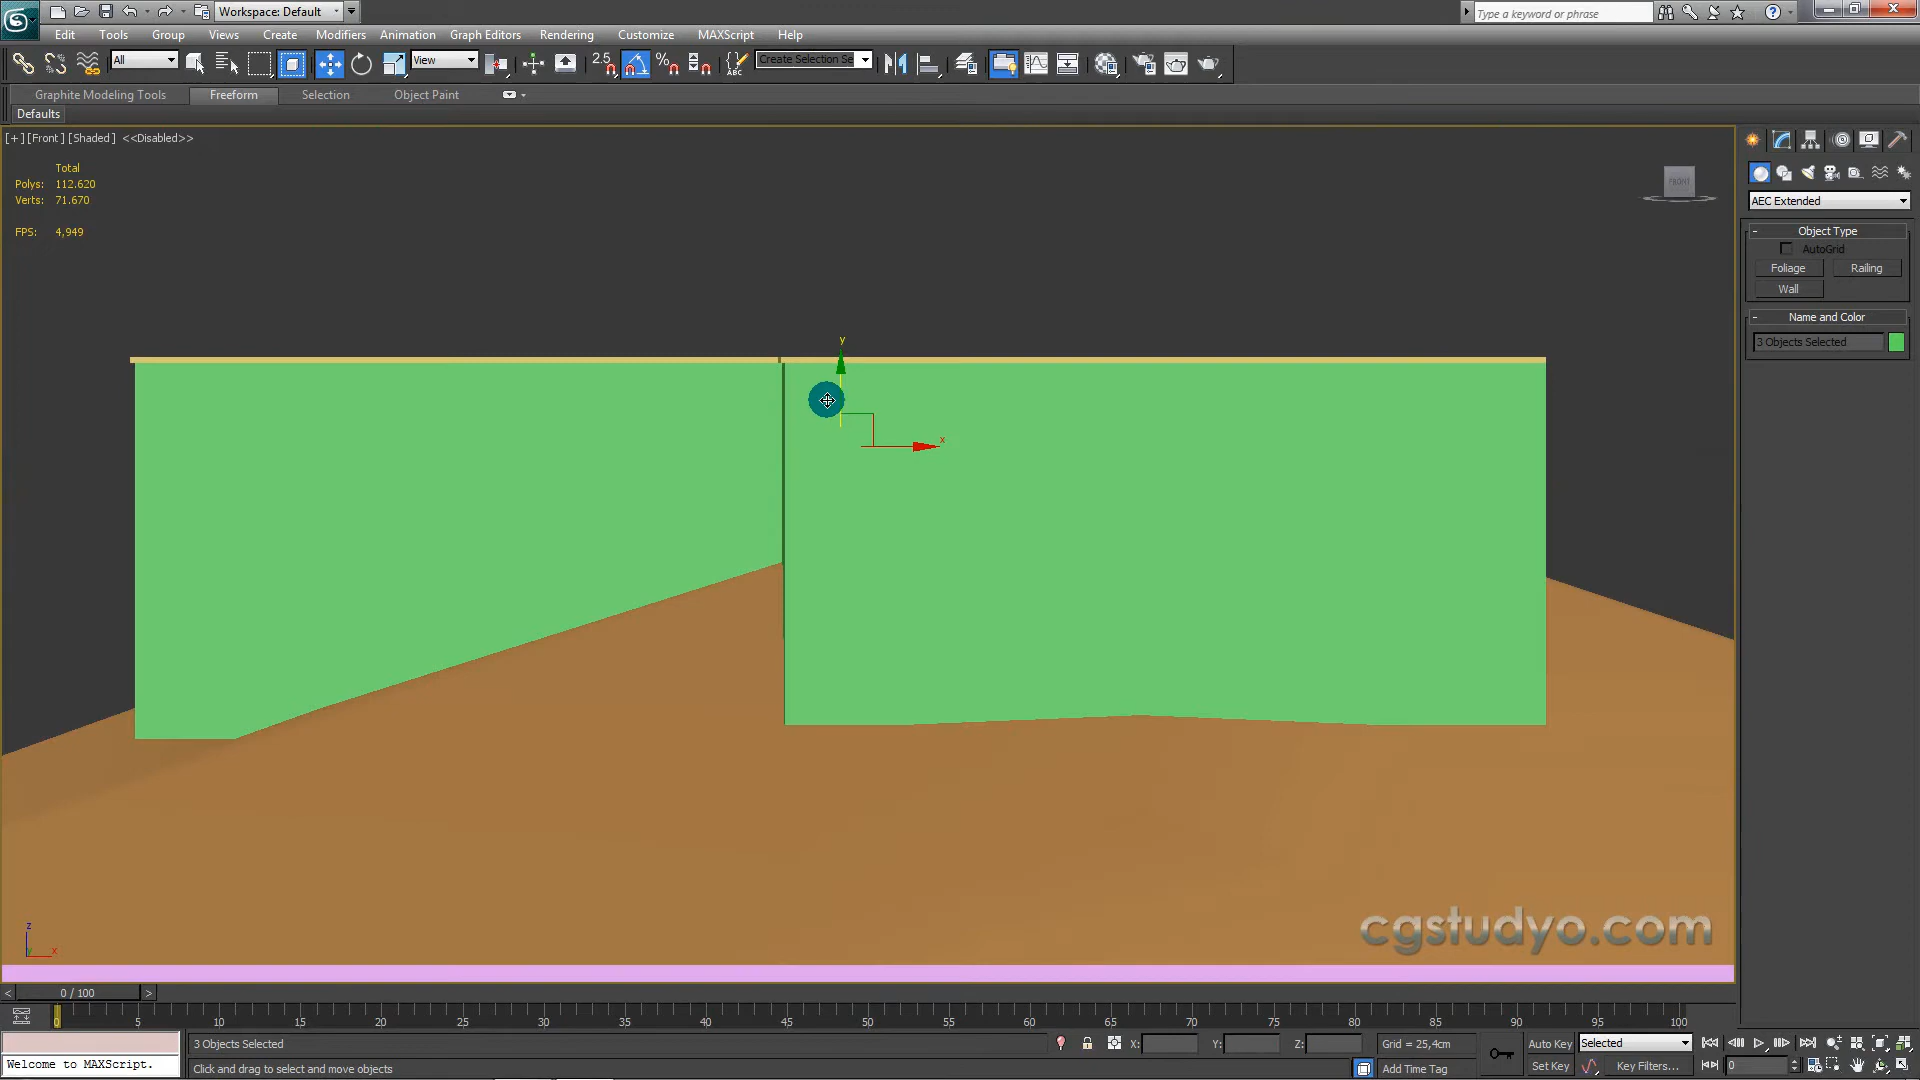 Workspace: Default
Type a keyword or phrase
Edit Tools Group Views Create Modifiers Animation Graph Editors Rendering Customize MAXScript Help
All
View
2.5
Create Selection Se
Graphite Modeling Tools Freeform Selection Object Paint
Defaults
[+] [Front] [Shaded] <<Disabled>>
Total
Polys: 112.620
Verts: 71.670
FPS: 4,949
FRONT
AEC Extended
Object Type
AutoGrid
Foliage Railing
Wall
Name and Color
3 Objects Selected
y
x
z
x
cgstudyo.com
0 / 100
0 5 10 15 20 25 30 35 40 45 50 55 60 65 70 75 80 85 90 95 100
3 Objects Selected
X: Y: Z:
Grid = 25,4cm
Auto Key Selected
Welcome to MAXScript.
Click and drag to select and move objects
Add Time Tag
Set Key
Key Filters...
0